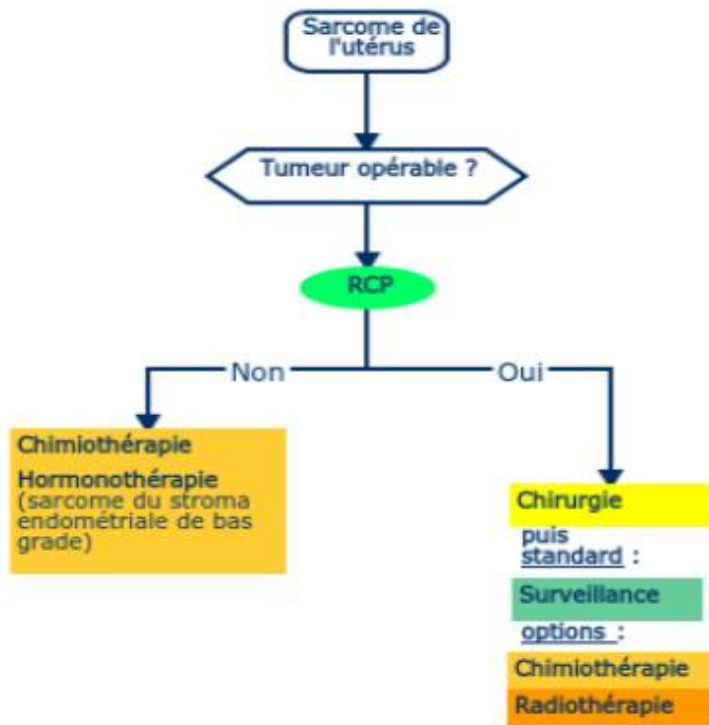 Sarcome de
l'utérus
Tumeur opérable ?
RCP
Non
Oui
Chimiothérapie
Hormonothérapie
(sarcome du stroma
endométriale de bas
grade)
Chirurgie
puis
standard :
Surveillance
options :
Chimiothérapie
Radiothérapie